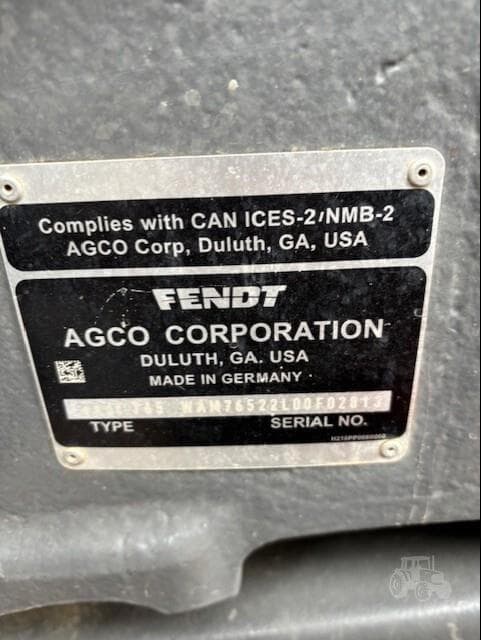 Complies with CAN ICES-2/NMB-2
AGCO Corp, Duluth, GA, USA
FENDT
AGCO CORPORATION
DULUTH, GA. USA
MADE IN GERMANY
WAM76522L00F02813
TYPE SERIAL NO.